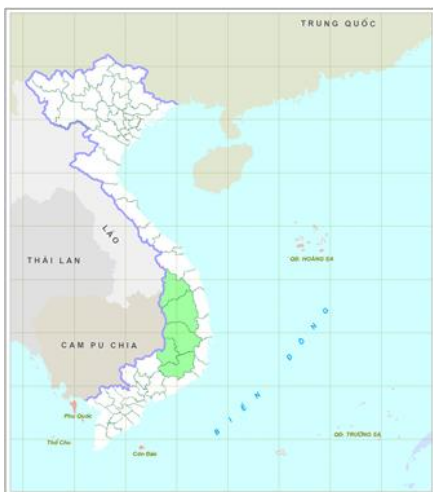 TRUNG QUỐC
LÀO
QĐ. HOÀNG SA
THÁI LAN
CAM PU CHIA
BIỂN ĐÔNG
Phú Quốc
QĐ. TRƯỜNG SA
Thổ Chu
Côn Đảo